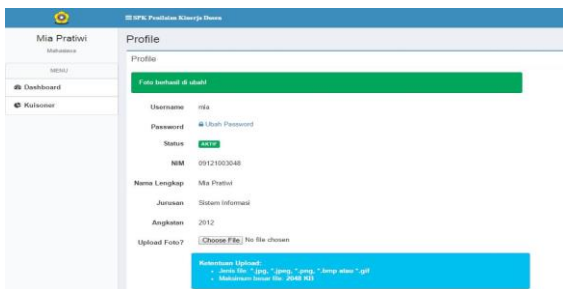 SPK Penilaian Kinerja Dosen
Mia Pratiwi
Mahasiswa
MENU
Dashboard
Kuisoner
Profile
Profile
Foto berhasil di ubah!
Username mia
Password Ubah Password
Status AKTIF
NIM 09121003048
Nama Lengkap Mia Pratiwi
Jurusan Sistem Informasi
Angkatan 2012
Upload Foto? Choose File No file chosen
Ketentuan Upload:
Jenis file: *.jpg, *.jpeg, *.png, *.bmp atau *.gif
Maksimum besar file: 2048 KB